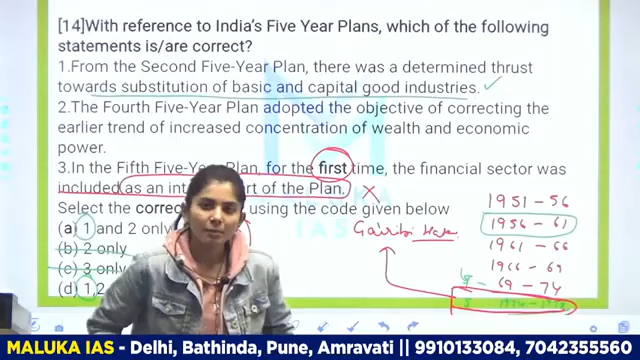 [14]With reference to India's Five Year Plans, which of the following
statements is/are correct?
1.From the Second Five-Year Plan, there was a determined thrust
towards substitution of basic and capital good industries.
2.The Fourth Five-Year Plan adopted the objective of correcting the
earlier trend of increased concentration of wealth and economic
power.
3.In the Fifth Five-Year Plan, for the first time, the financial sector was
included as an int art of the Plan.
Select the correc using the code given below
(a) 1 and 2 only
(b) 2 only
(c) 3 only
(d) 1 2
Garibi Hatao
1951-56
1956-61
1961-66
1966-69
69-74
5
MALUKA IAS - Delhi, Bathinda, Pune, Amravati || 9910133084, 7042355560